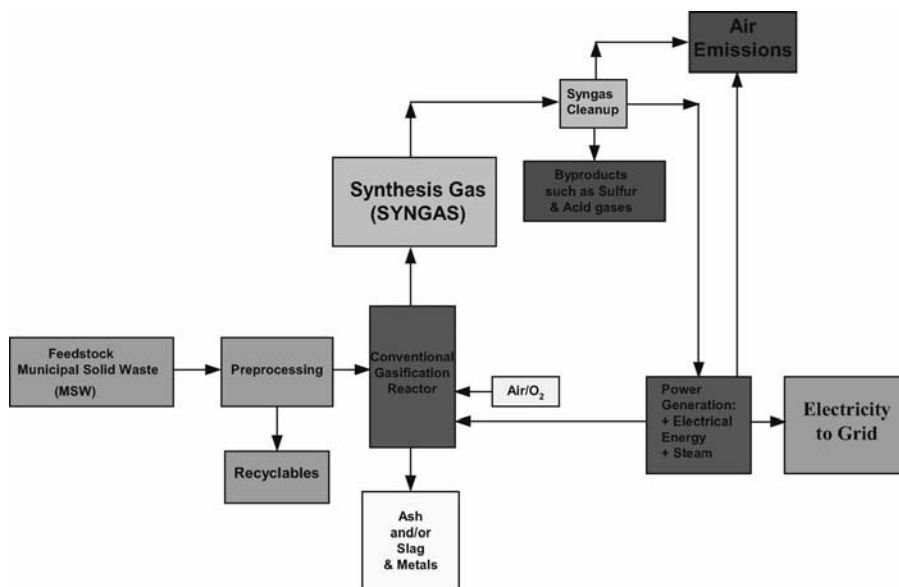 Air
Emissions
Syngas
Cleanup
Synthesis Gas
(SYNGAS)
Byproducts
such as Sulfur
& Acid gases
Feedstock
Municipal Solid Waste
(MSW)
Preprocessing
Conventional
Gasification
Reactor
Air/O₂
Power
Generation:
+ Electrical
Energy
+ Steam
Electricity
to Grid
Recyclables
Ash
and/or
Slag
& Metals